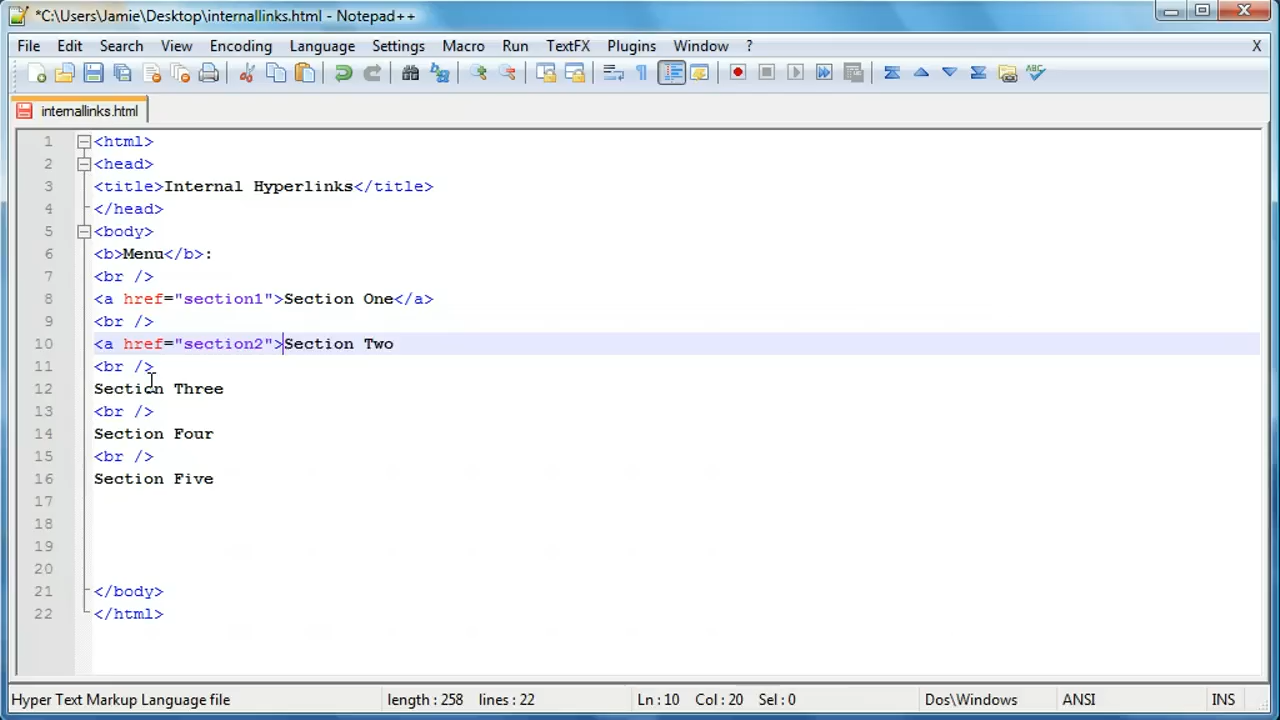 *C:\Users\Jamie\Desktop\internallinks.html - Notepad++
File Edit Search View Encoding Language Settings Macro Run TextFX Plugins Window ? X
internallinks.html
1 <html>
2 <head>
3 <title>Internal Hyperlinks</title>
4 </head>
5 <body>
6 <b>Menu</b>:
7 <br />
8 <a href="section1">Section One</a>
9 <br />
10 <a href="section2">Section Two
11 <br />
12 Section Three
13 <br />
14 Section Four
15 <br />
16 Section Five
17
18
19
20
21 </body>
22 </html>
Hyper Text Markup Language file length : 258 lines : 22 Ln : 10 Col : 20 Sel : 0 Dos\Windows ANSI INS